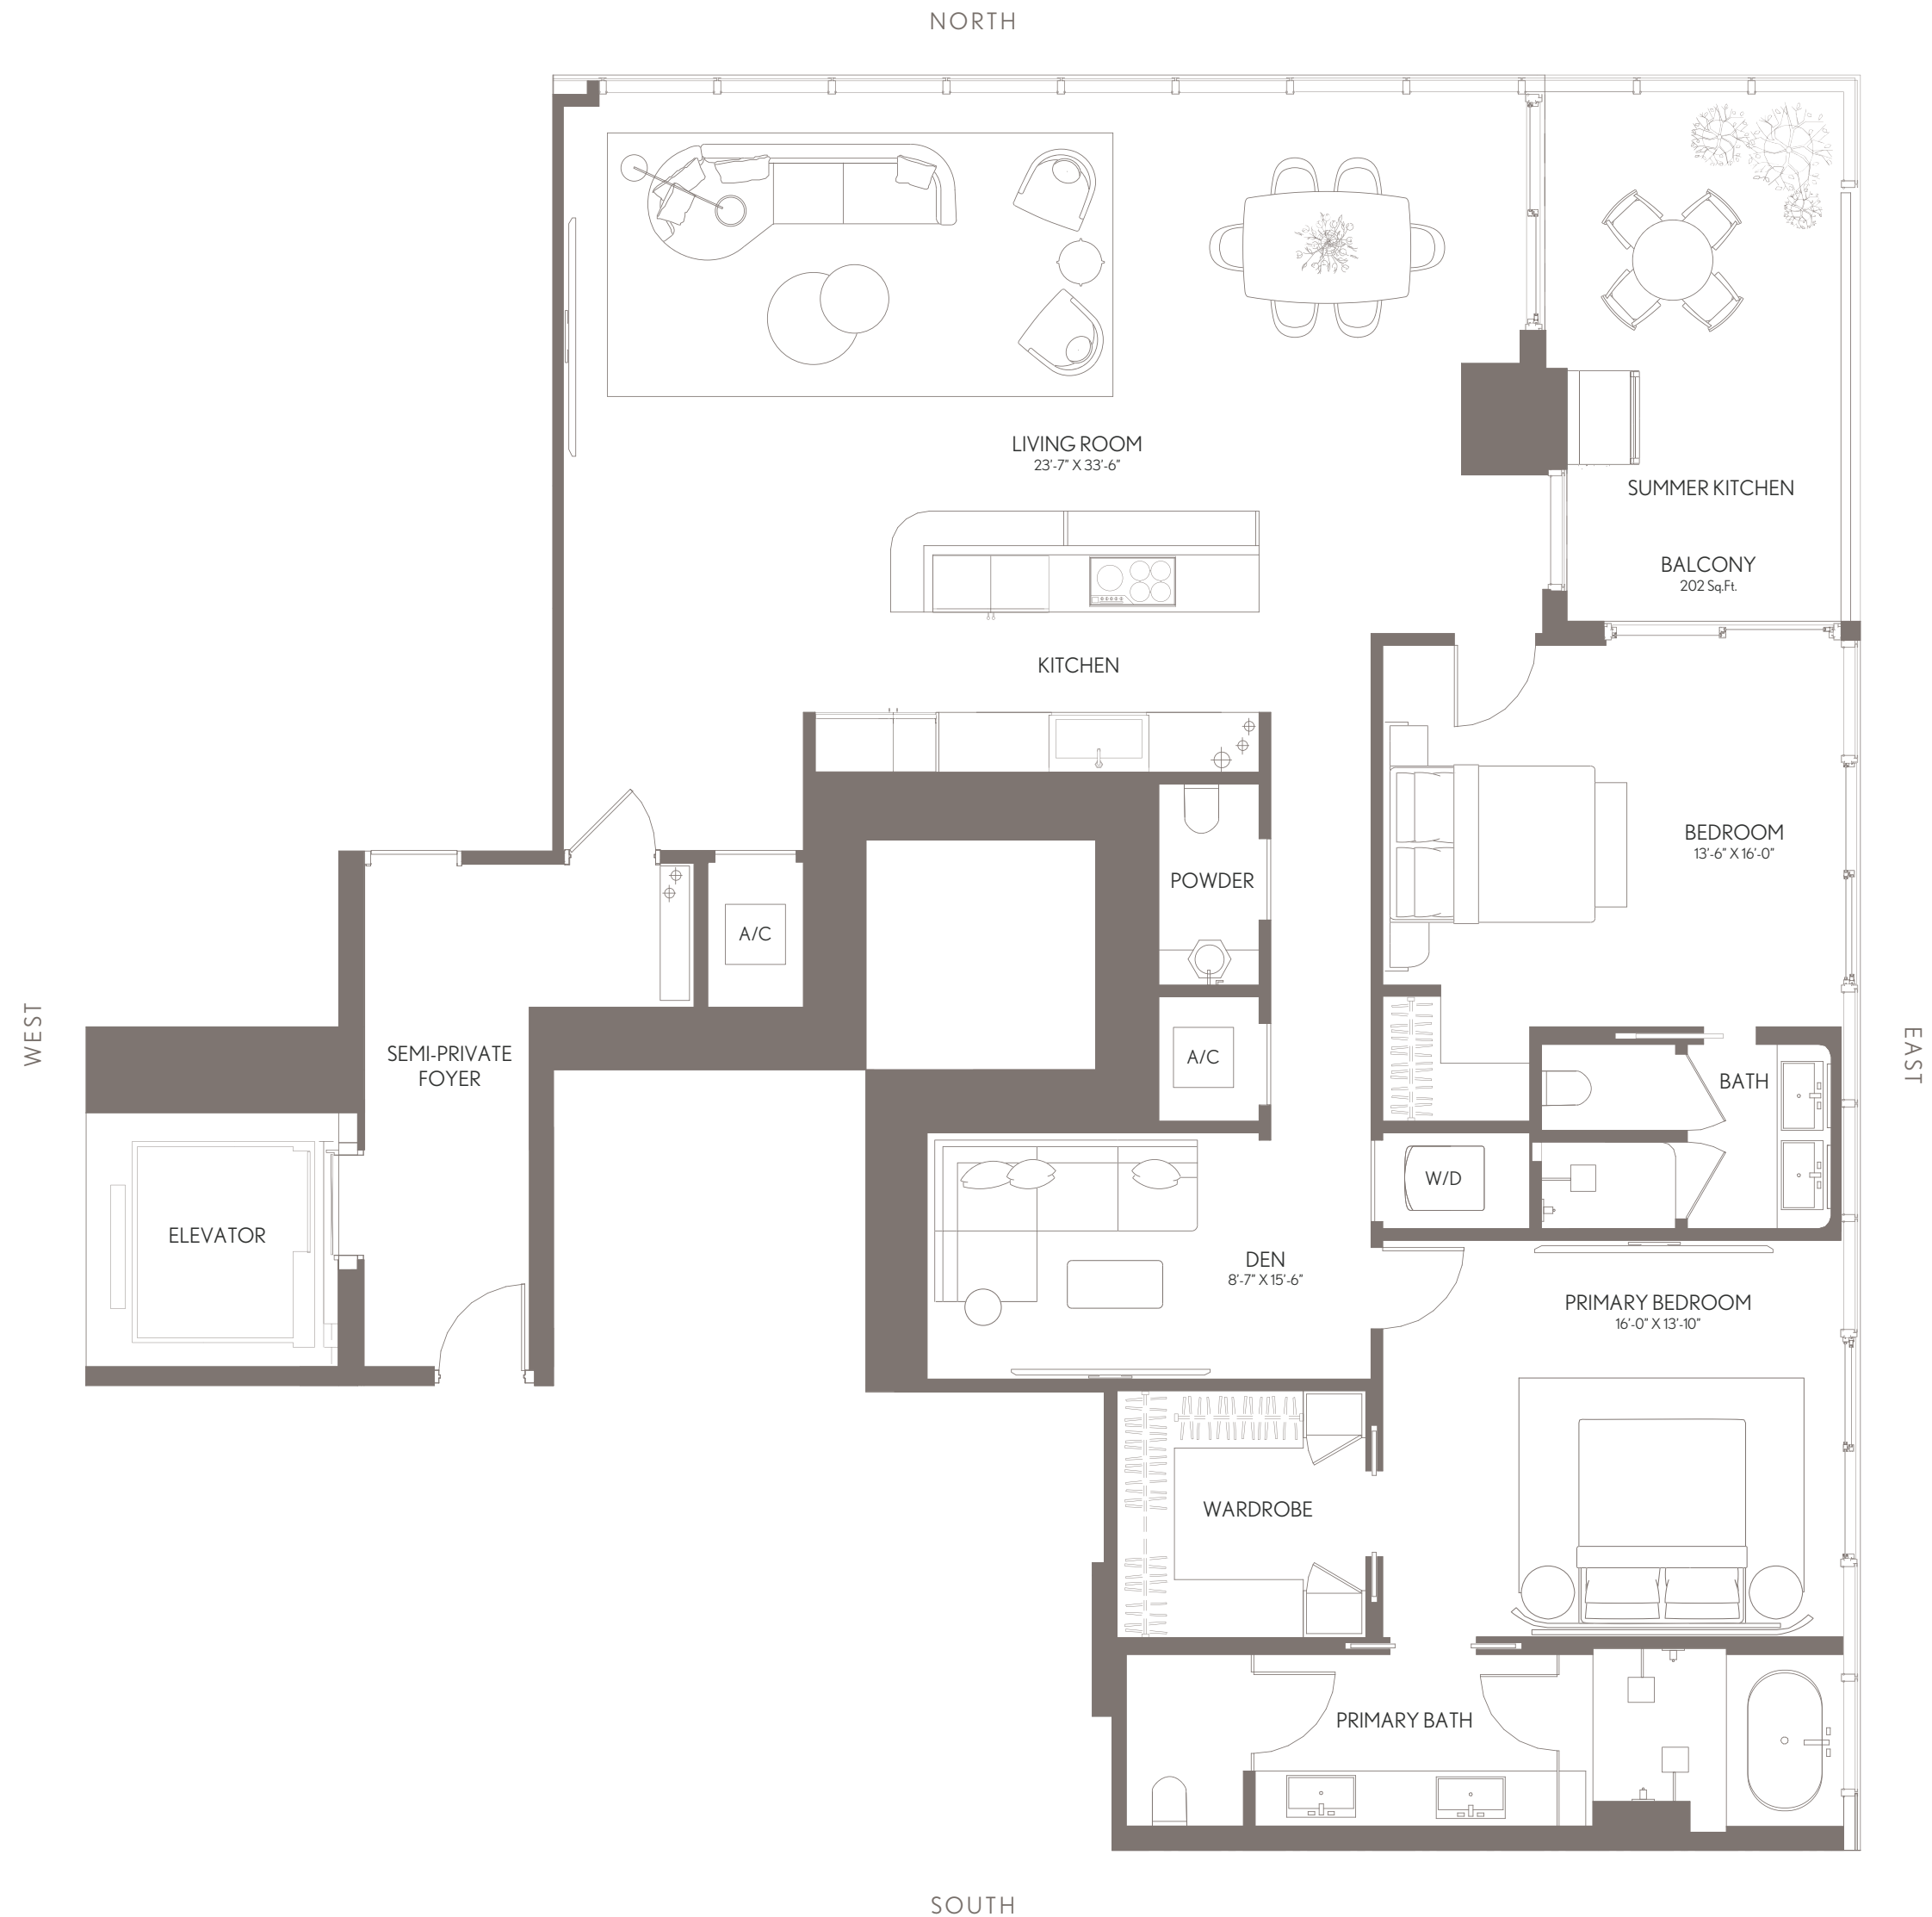 NORTH
LIVING ROOM
23'-7" X 33'-6"
SUMMER KITCHEN
BALCONY
202 Sq.Ft.
KITCHEN
BEDROOM
13'-6" X 16'-0"
POWDER
A/C
WEST
EAST
SEMI-PRIVATE
FOYER
A/C
BATH
W/D
ELEVATOR
DEN
8'-7" X 15'-6"
PRIMARY BEDROOM
16'-0" X 13'-10"
WARDROBE
PRIMARY BATH
SOUTH